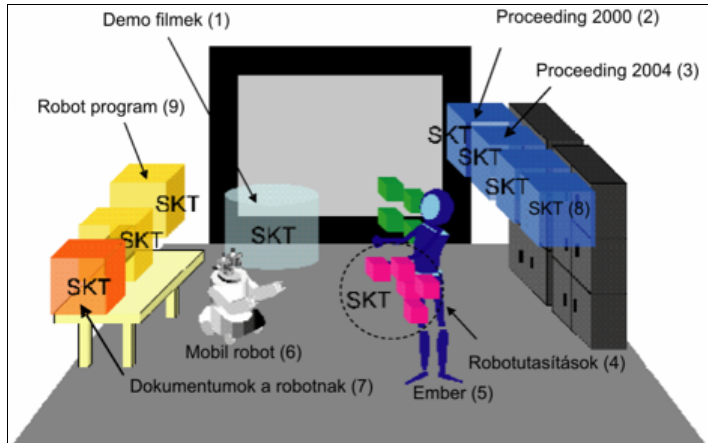 Demo filmek (1)
Proceeding 2000 (2)
Proceeding 2004 (3)
Robot program (9)
SKT
SKT
SKT
SKT
SKT (8)
SKT
SKT
SKT
SKT
SKT
Mobil robot (6)
Robotutasítások (4)
Dokumentumok a robotnak (7)
Ember (5)